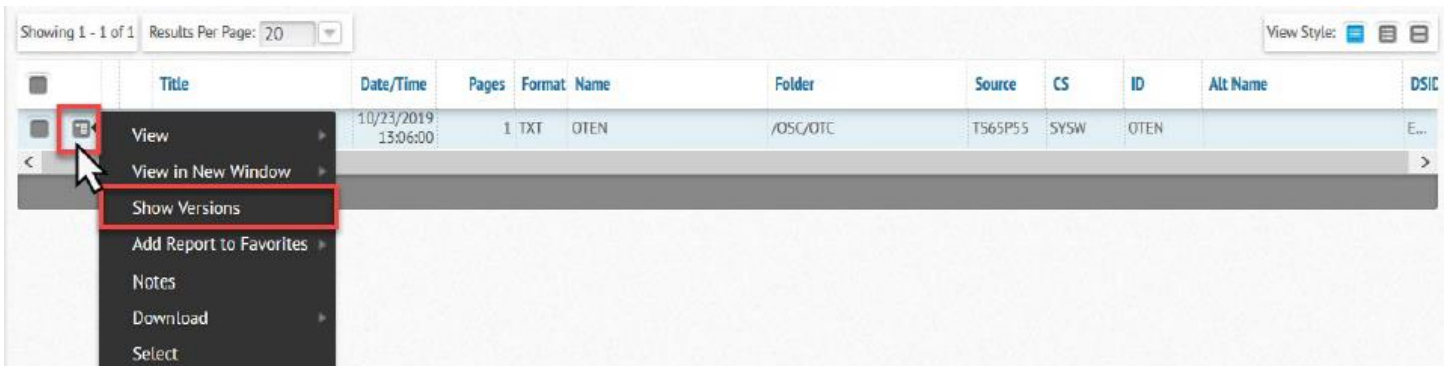 Showing 1 - 1 of 1 Results Per Page: 20 View Style:
Title Date/Time Pages Format Name Folder Source CS ID Alt Name DSID
10/23/2019 13:06:00 1 TXT OTEN /OSC/OTC TS65P55 SYSW OTEN E...
View
View in New Window
Show Versions
Add Report to Favorites
Notes
Download
Select